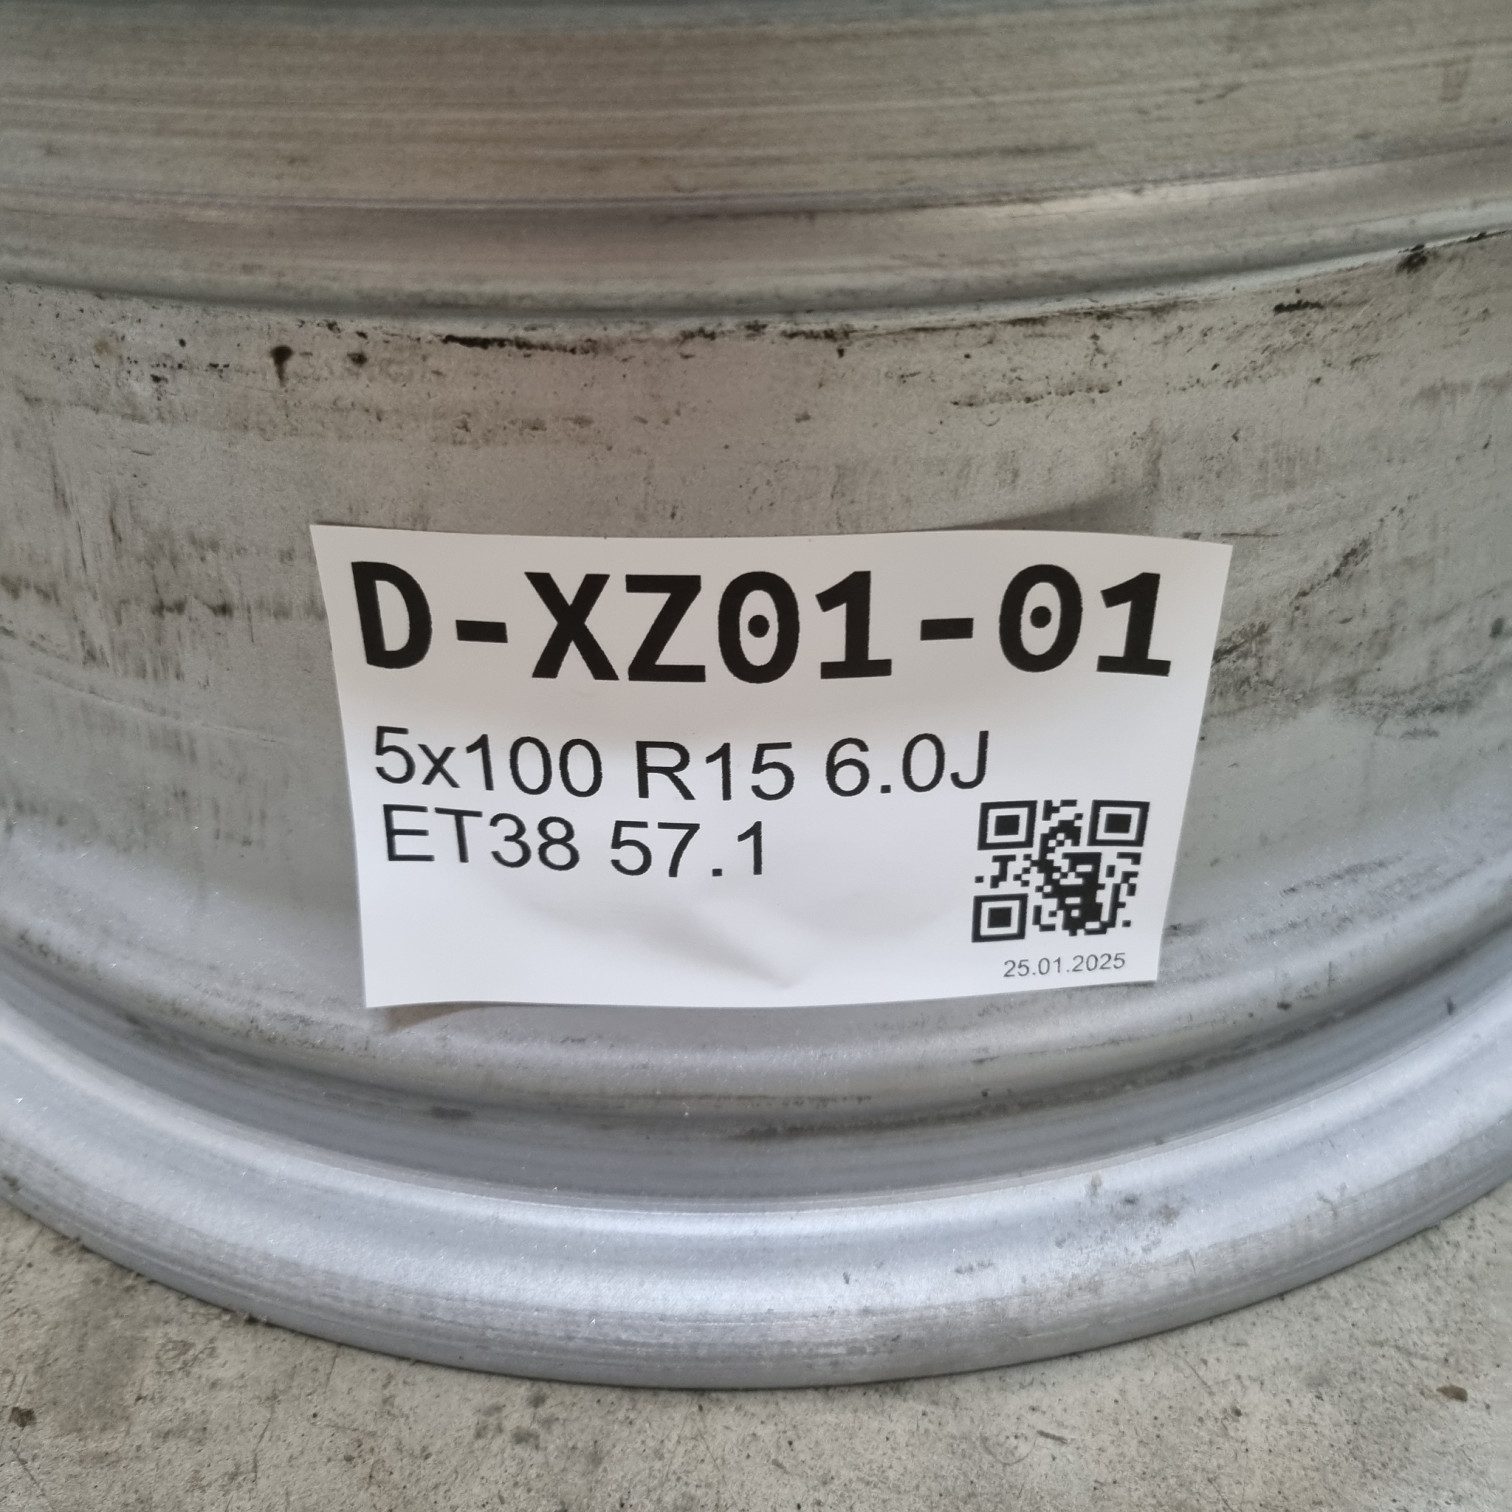 D-XZ01-01
5x100 R15 6.0J
ET38 57.1
25.01.2025